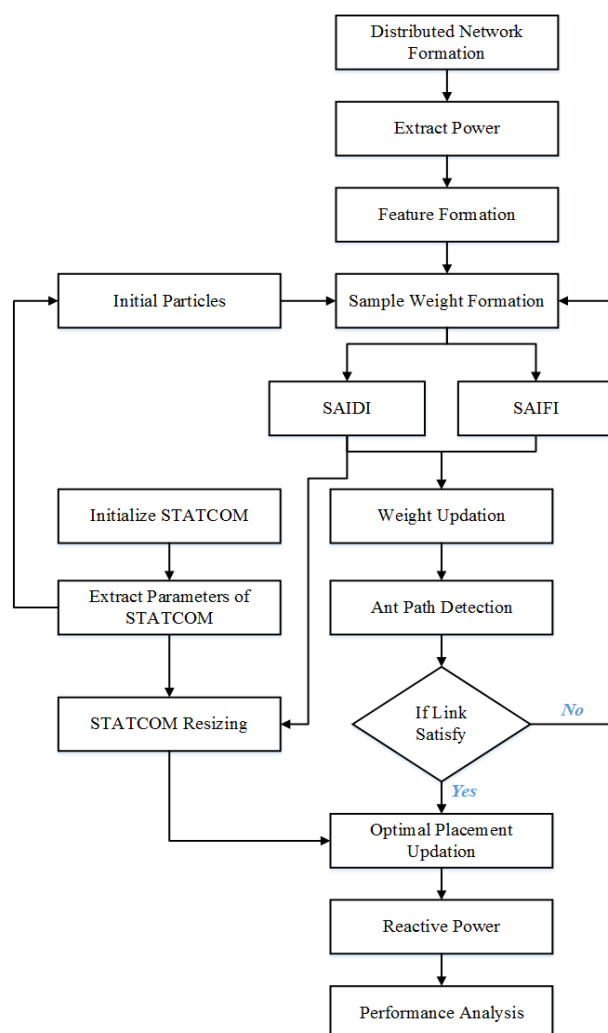 Distributed Network
Formation
Extract Power
Feature Formation
Initial Particles
Sample Weight Formation
SAIDI
SAIFI
Initialize STATCOM
Weight Updation
Extract Parameters of
STATCOM
Ant Path Detection
STATCOM Resizing
If Link
Satisfy
No
Yes
Optimal Placement
Updation
Reactive Power
Performance Analysis